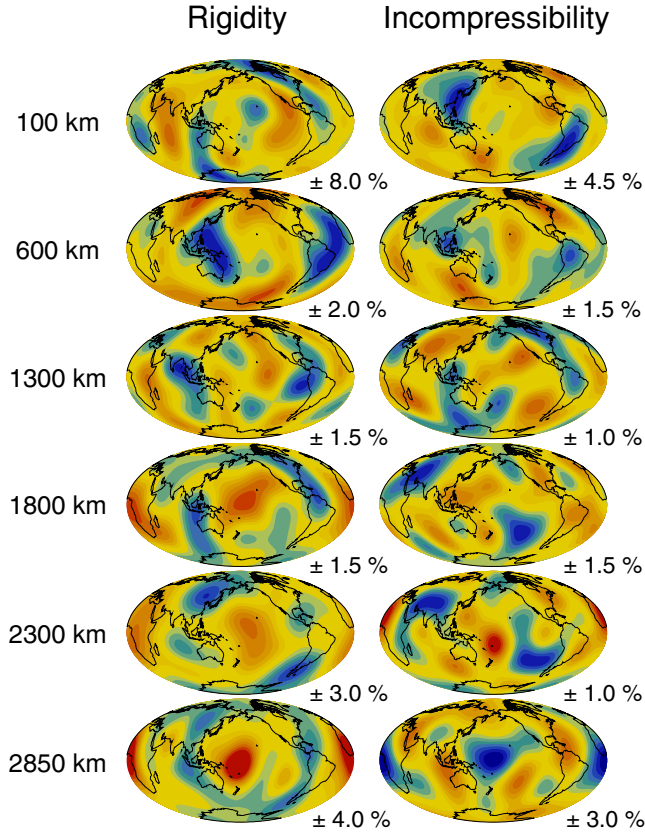 Rigidity Incompressibility
100 km
± 8.0 % ± 4.5 %
600 km
± 2.0 % ± 1.5 %
1300 km
± 1.5 % ± 1.0 %
1800 km
± 1.5 % ± 1.5 %
2300 km
± 3.0 % ± 1.0 %
2850 km
± 4.0 % ± 3.0 %